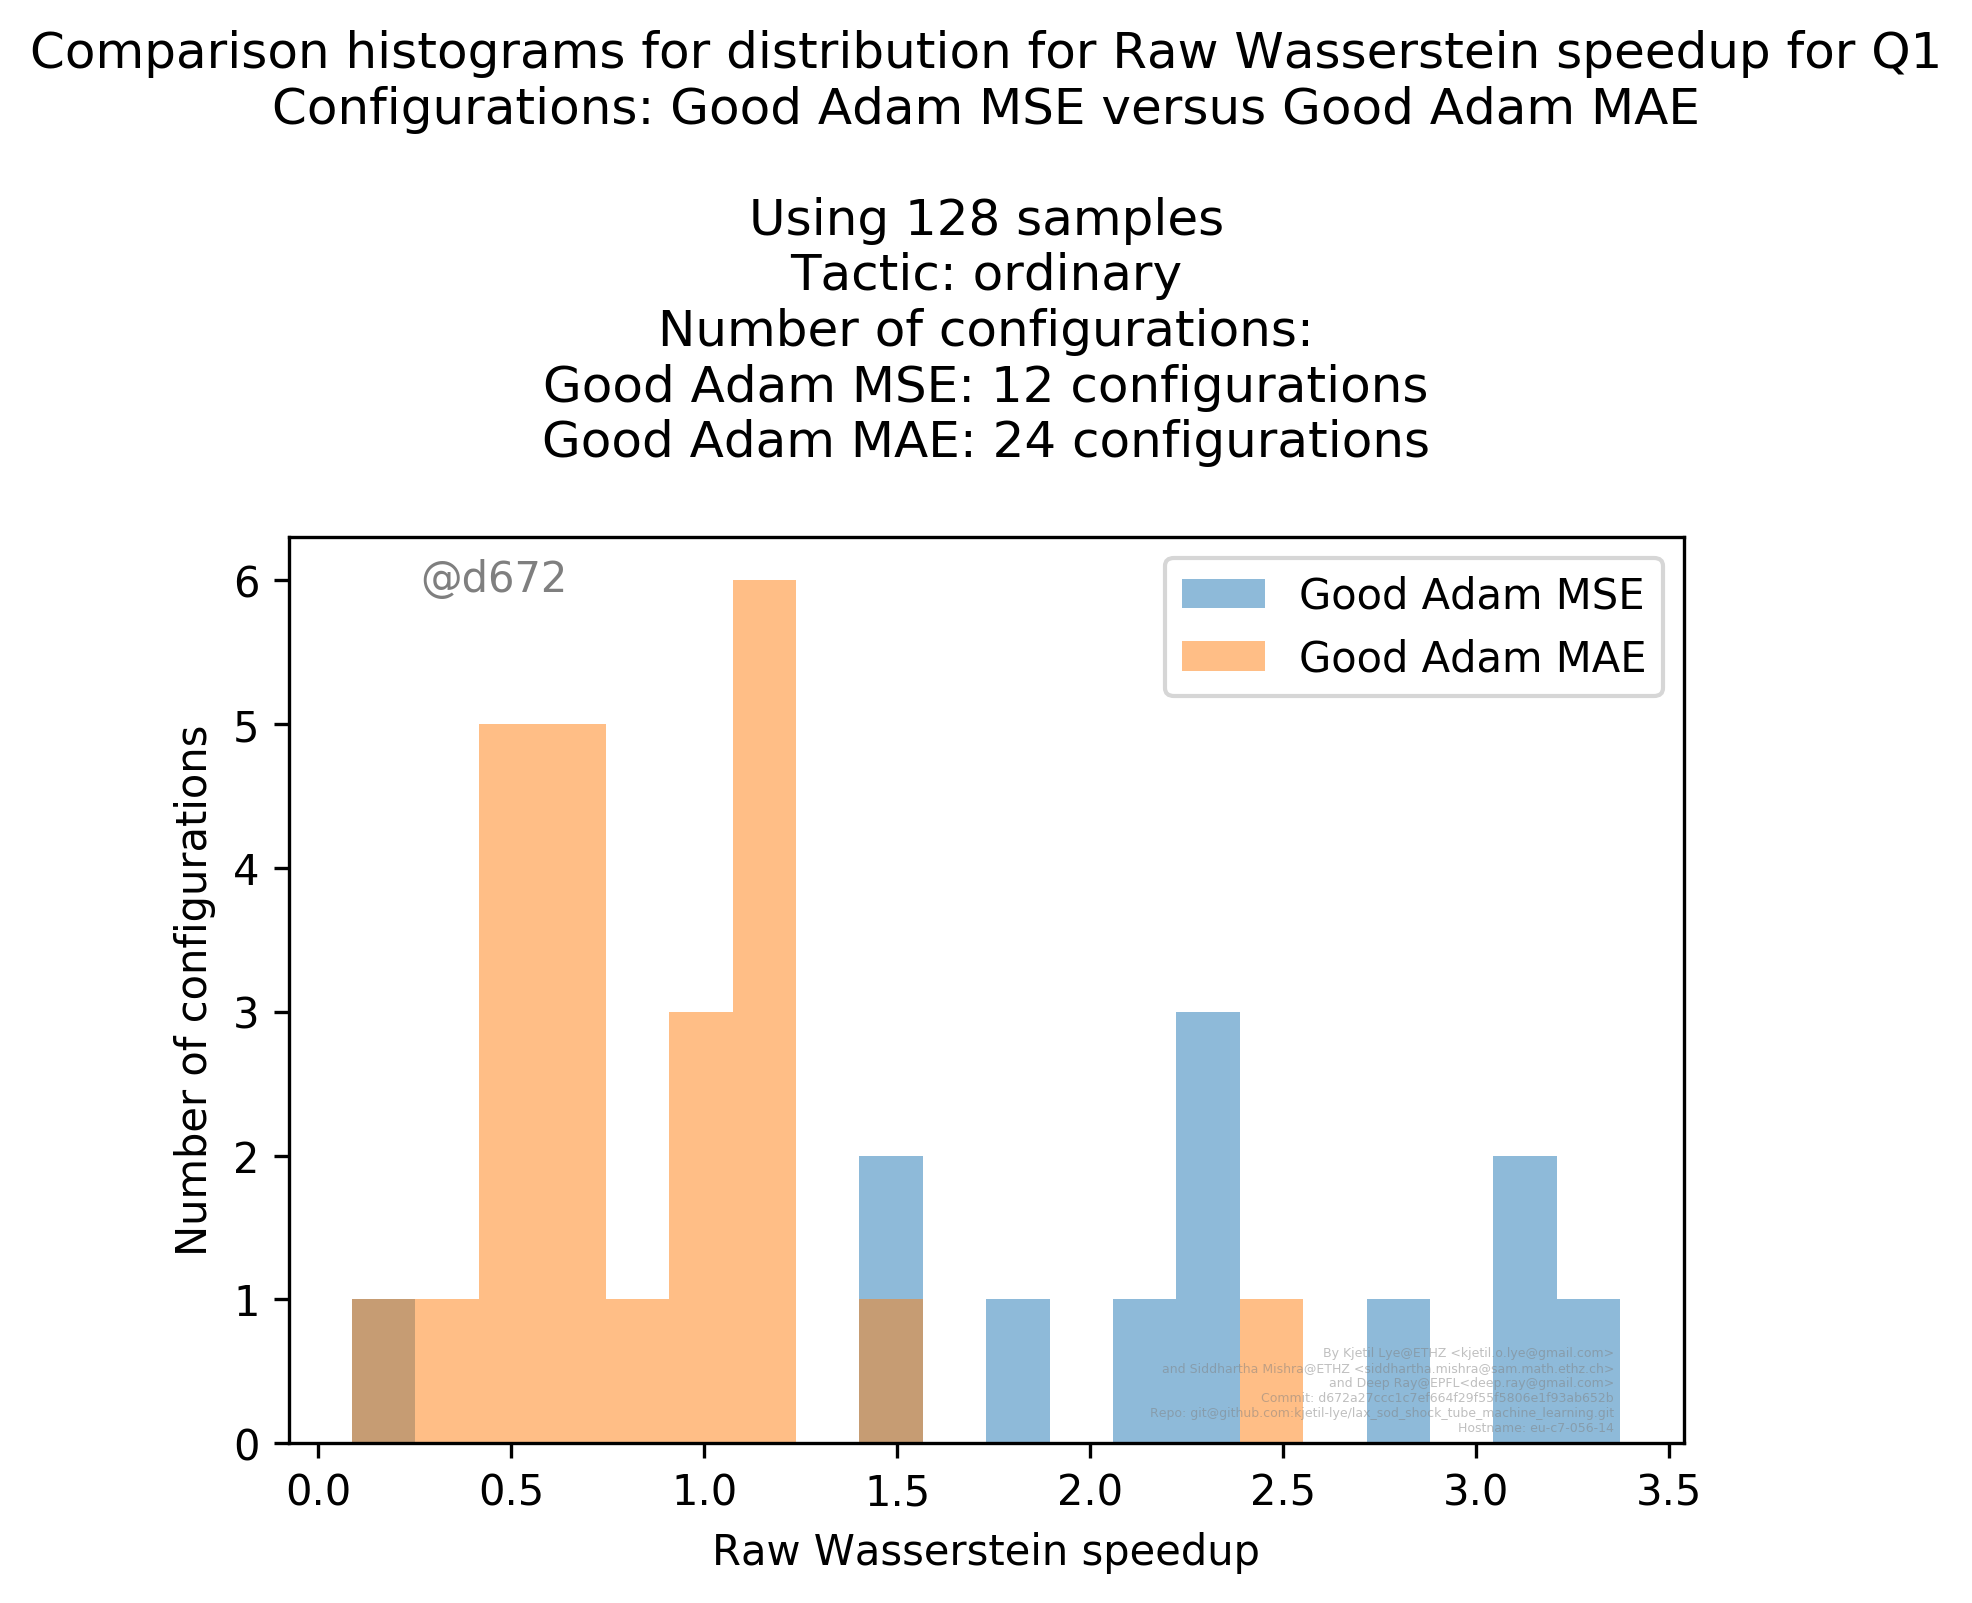 Comparison histograms for distribution for Raw Wasserstein speedup for Q1
Configurations: Good Adam MSE versus Good Adam MAE
Using 128 samples
Tactic: ordinary
Number of configurations:
Good Adam MSE: 12 configurations
Good Adam MAE: 24 configurations
@d672
Good Adam MSE
Good Adam MAE
Number of configurations
6
5
4
3
2
1
0
By Kjetil Lye@ETHZ <kjetil.o.lye@gmail.com>
and Siddhartha Mishra@ETHZ <siddhartha.mishra@sam.math.ethz.ch>
and Deep Ray@EPFL<deep.ray@gmail.com>
Commit: d672a27ccc1c7ef664f29f55f5806e1f93ab652b
Repo: git@github.com:kjetil-lye/lax_sod_shock_tube_machine_learning.git
Hostname: eu-c7-056-14
0.0 0.5 1.0 1.5 2.0 2.5 3.0 3.5
Raw Wasserstein speedup